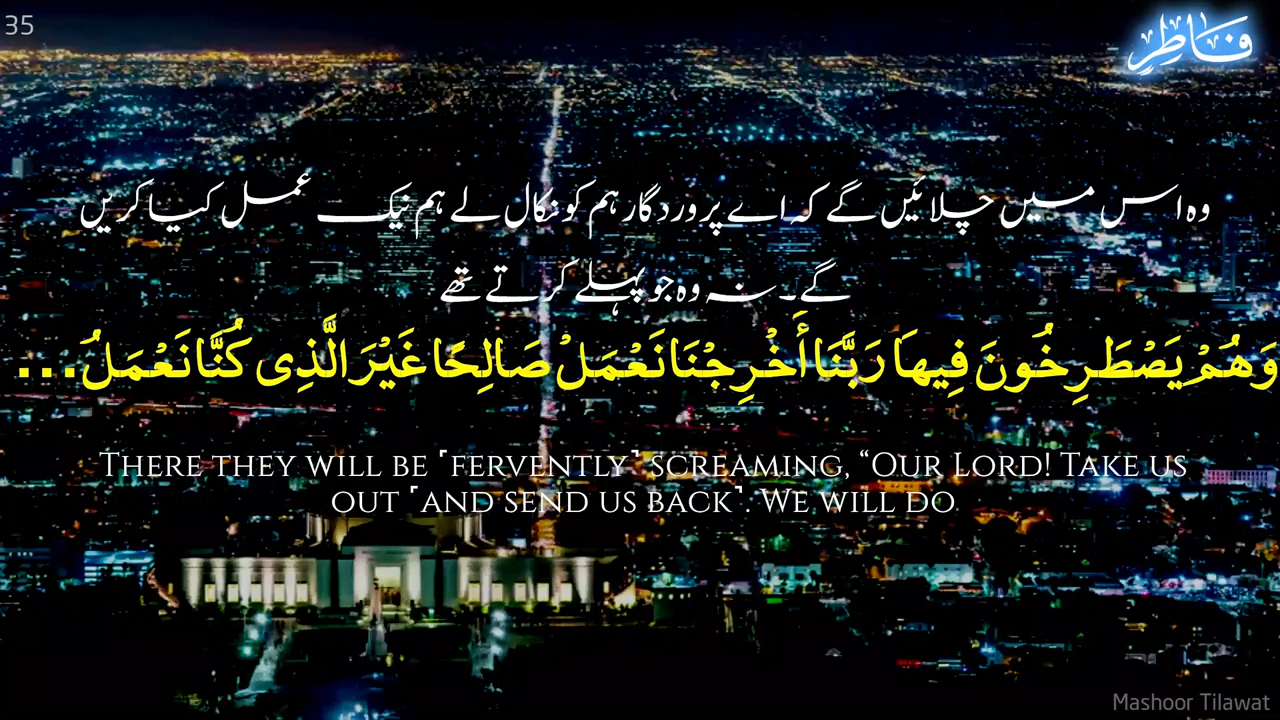 35
فاطر
وہ اس میں چلائیں گے کہ اے پروردگار ہم کو نکال لے ہم نیک عمل کیا کریں
گے۔ نہ وہ جو پہلے کرتے تھے
وَهُمْ يَصْطَرِخُونَ فِيهَا رَبَّنَا أَخْرِجْنَا نَعْمَلْ صَالِحًا غَيْرَ الَّذِى كُنَّا نَعْمَلُ...
There they will be ˹fervently˺ screaming, “Our Lord! Take us
out ˹and send us back˺. We will do
Mashoor Tilawat